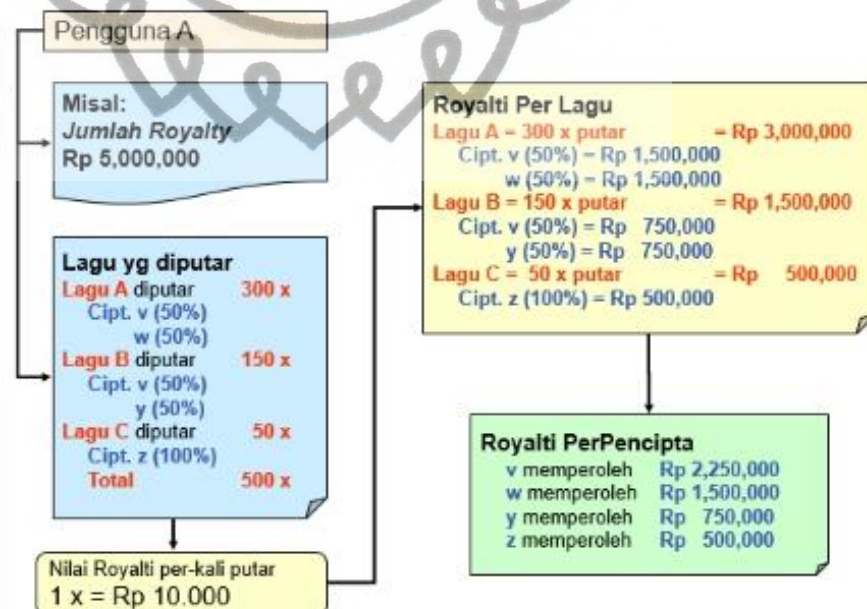 Pengguna A
Misal:
Jumlah Royalty
Rp 5,000,000
Lagu yg diputar
Lagu A diputar 300 x
Cipt. v (50%)
w (50%)
Lagu B diputar 150 x
Cipt. v (50%)
y (50%)
Lagu C diputar 50 x
Cipt. z (100%)
Total 500 x
Nilai Royalti per-kali putar
1 x = Rp 10.000
Royalti Per Lagu
Lagu A = 300 x putar = Rp 3,000,000
Cipt. v (50%) = Rp 1,500,000
w (50%) = Rp 1,500,000
Lagu B = 150 x putar = Rp 1,500,000
Cipt. v (50%) = Rp 750,000
y (50%) = Rp 750,000
Lagu C = 50 x putar = Rp 500,000
Cipt. z (100%) = Rp 500,000
Royalti PerPencipta
v memperoleh Rp 2,250,000
w memperoleh Rp 1,500,000
y memperoleh Rp 750,000
z memperoleh Rp 500,000